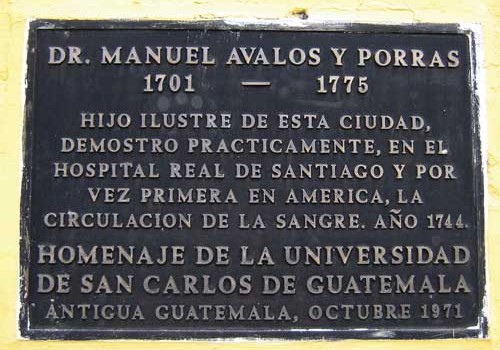 DR. MANUEL AVALOS Y PORRAS
1701 — 1775
HIJO ILUSTRE DE ESTA CIUDAD,
DEMOSTRO PRACTICAMENTE, EN EL
HOSPITAL REAL DE SANTIAGO Y POR
VEZ PRIMERA EN AMERICA, LA
CIRCULACION DE LA SANGRE. AÑO 1744.
HOMENAJE DE LA UNIVERSIDAD
DE SAN CARLOS DE GUATEMALA
ANTIGUA GUATEMALA, OCTUBRE 1971